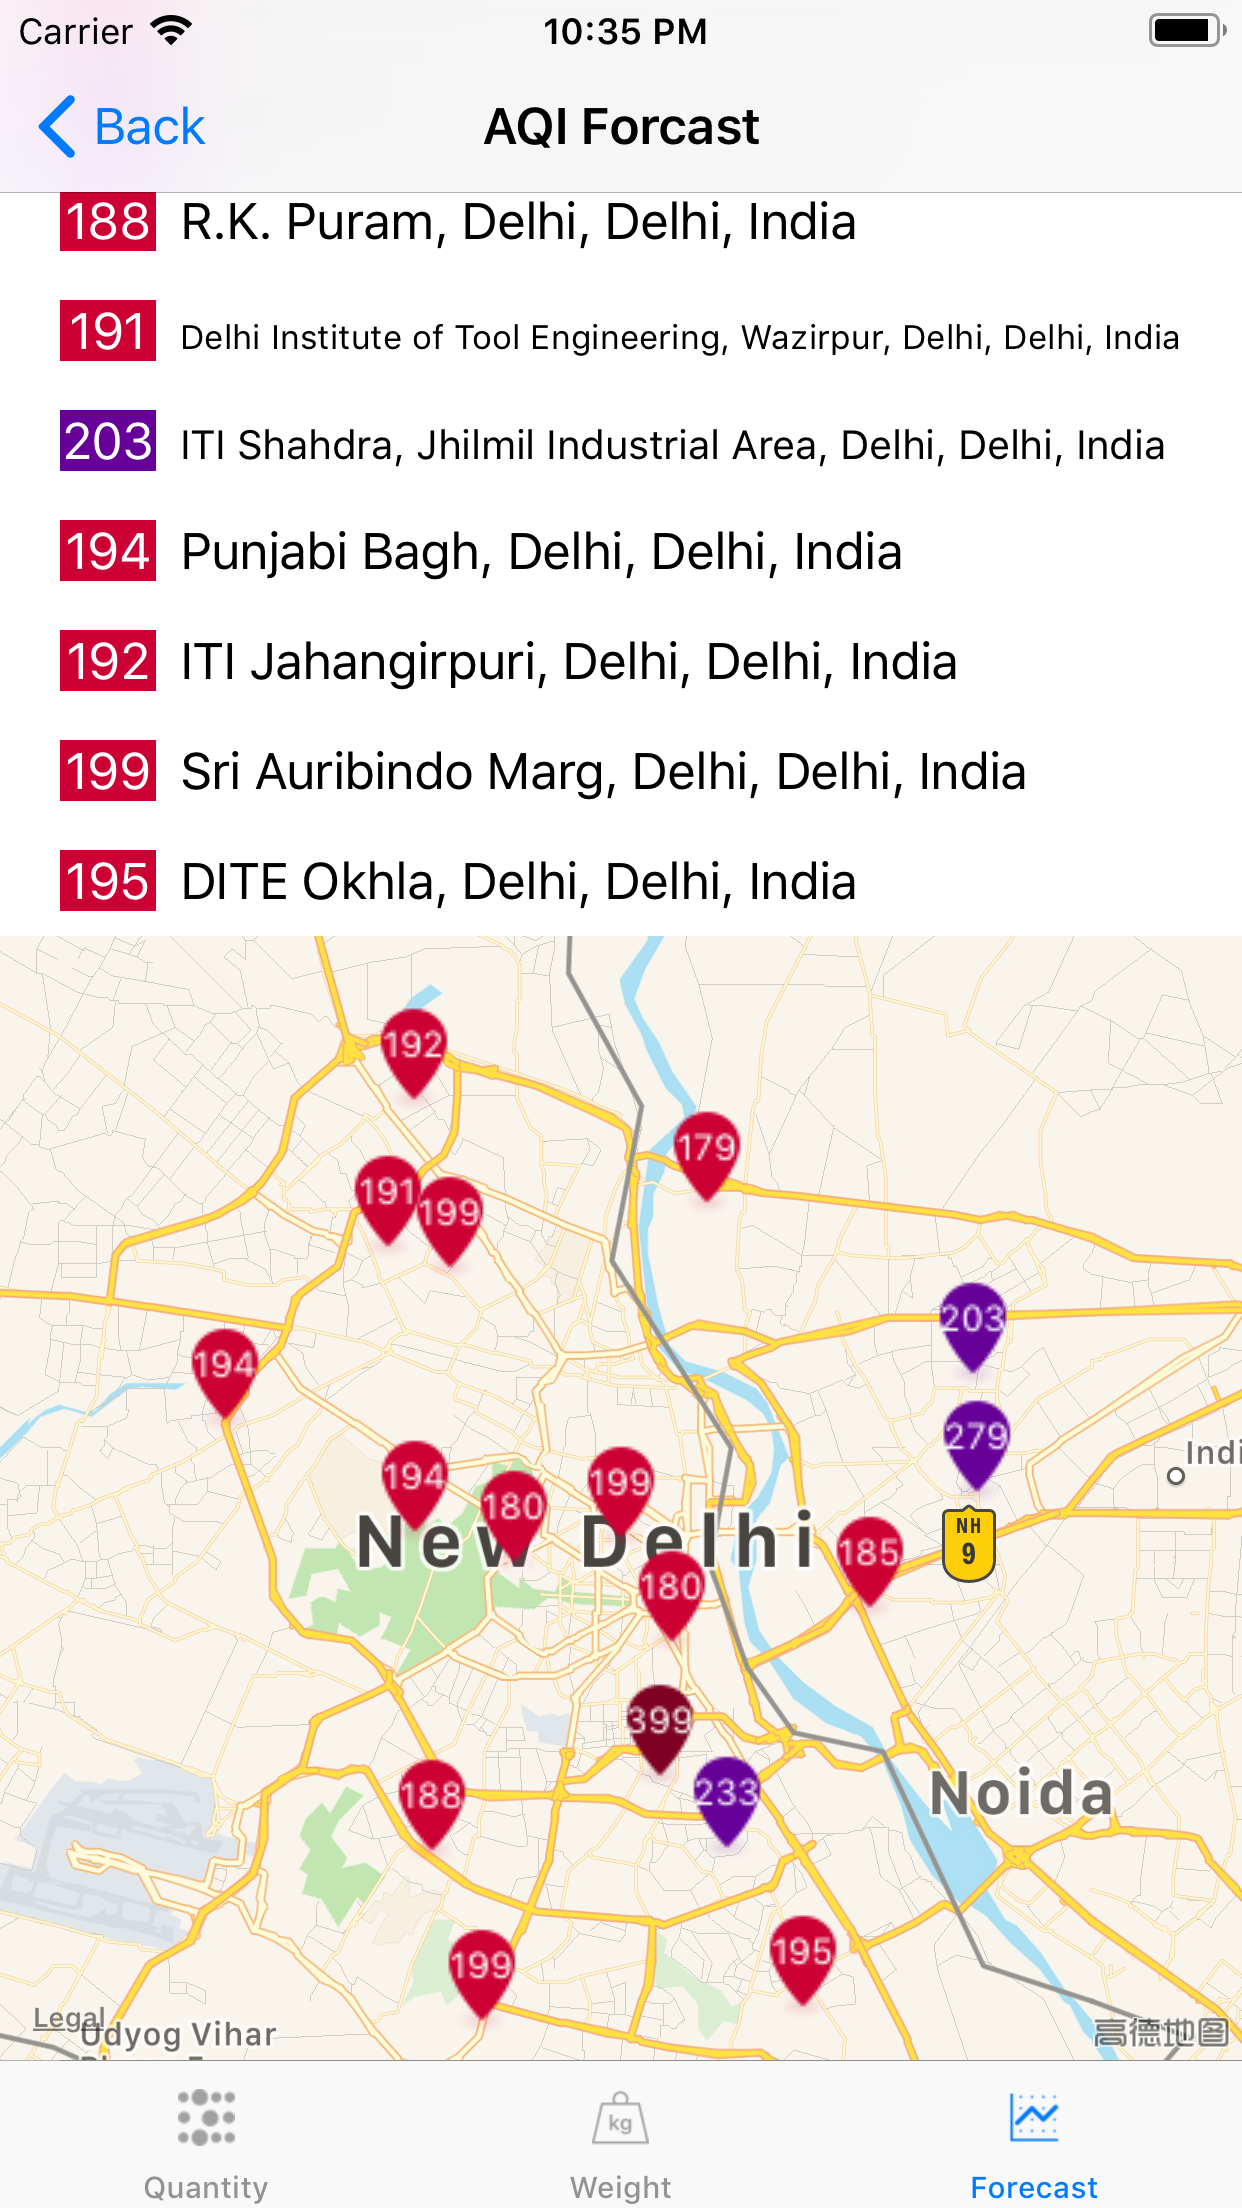 Carrier 10:35 PM
Back AQI Forcast
188 R.K. Puram, Delhi, Delhi, India
191 Delhi Institute of Tool Engineering, Wazirpur, Delhi, Delhi, India
203 ITI Shahdra, Jhilmil Industrial Area, Delhi, Delhi, India
194 Punjabi Bagh, Delhi, Delhi, India
192 ITI Jahangirpuri, Delhi, Delhi, India
199 Sri Auribindo Marg, Delhi, Delhi, India
195 DITE Okhla, Delhi, Delhi, India
192
179
191
199
203
194
279
Indi
194
199
180
New Delhi
NH
9
185
180
399
233
188
Noida
195
199
Legal
Udyog Vihar
高德地图
kg
Quantity Weight Forecast